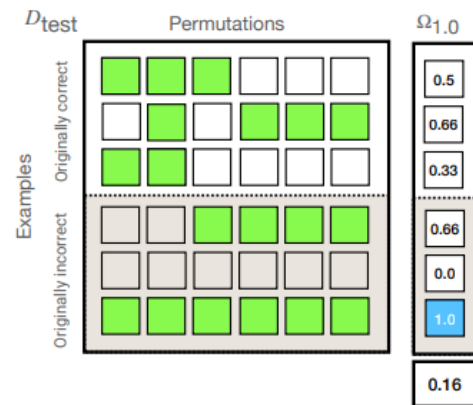 D_test Permutations Ω_1.0
Examples
Originally correct
Originally incorrect
0.5
0.66
0.33
0.66
0.0
1.0
0.16